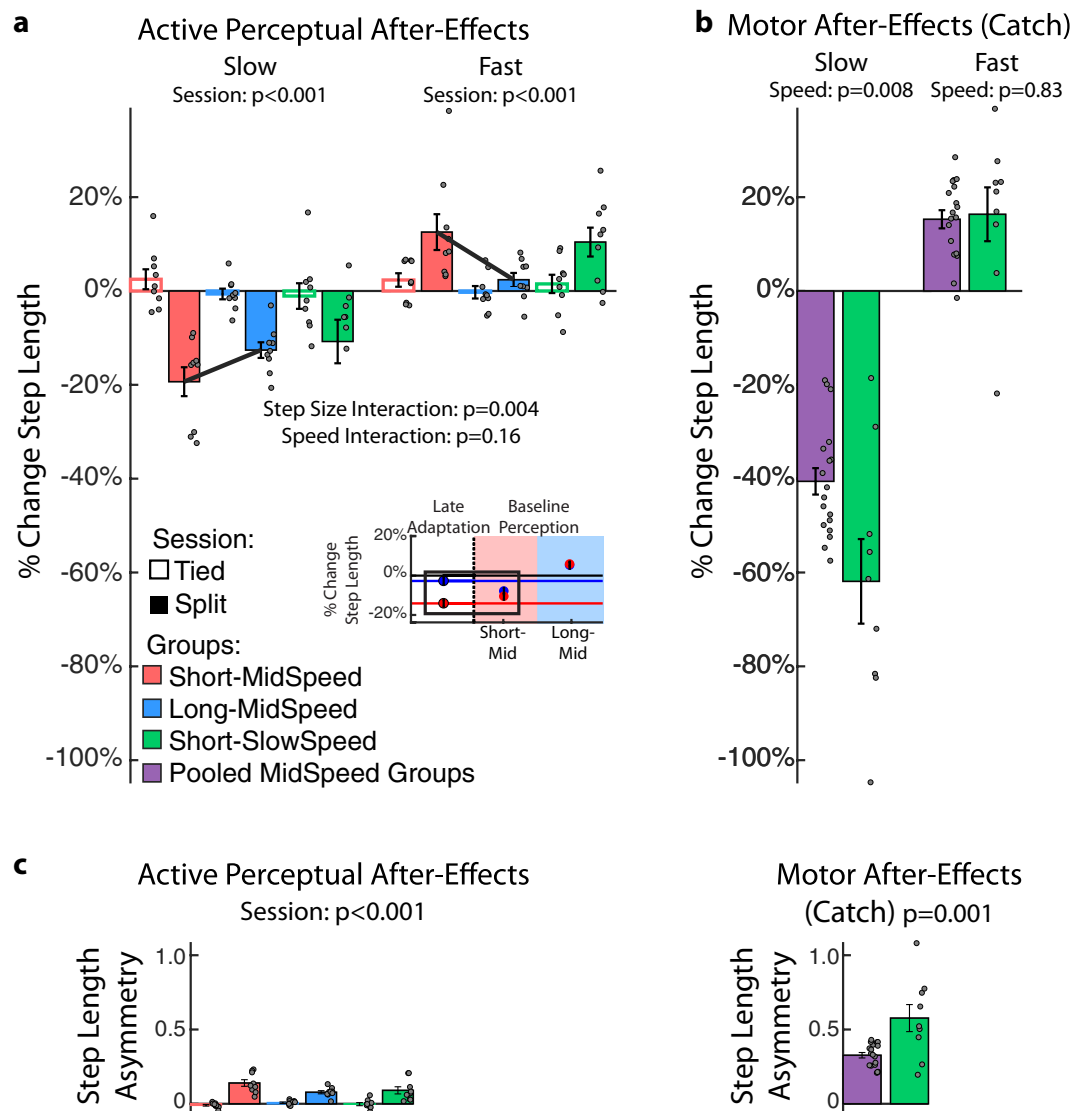 a
Active Perceptual After-Effects
Slow Fast
Session: p<0.001 Session: p<0.001
% Change Step Length
20%
0%
-20%
-40%
-60%
-80%
-100%
Step Size Interaction: p=0.004
Speed Interaction: p=0.16
Session:
Tied
Split
Groups:
Short-MidSpeed
Long-MidSpeed
Short-SlowSpeed
Pooled MidSpeed Groups
Late Baseline
Adaptation Perception
% Change
Step Length
20%
0%
-20%
Short- Long-
Mid Mid
b
Motor After-Effects (Catch)
Slow Fast
Speed: p=0.008 Speed: p=0.83
% Change Step Length
20%
0%
-20%
-40%
-60%
-80%
-100%
c
Active Perceptual After-Effects
Session: p<0.001
Step Length
Asymmetry
1.0
0.5
0
Motor After-Effects
(Catch) p=0.001
Step Length
Asymmetry
1.0
0.5
0